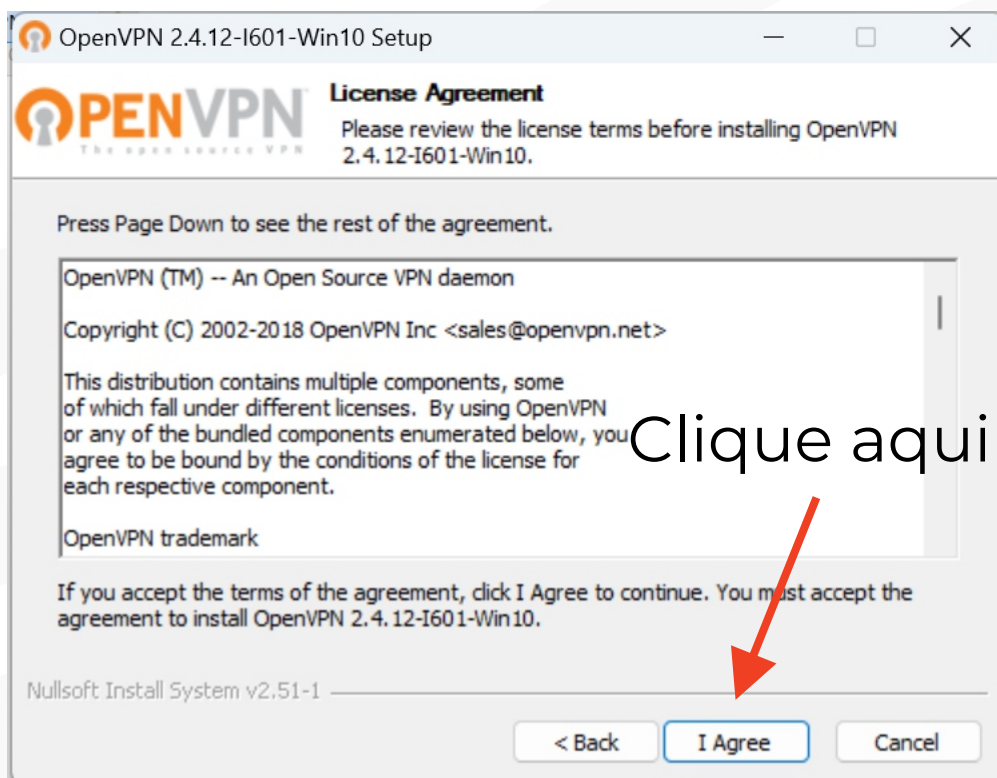 OpenVPN 2.4.12-I601-Win10 Setup
OPENVPN
The open source VPN
License Agreement
Please review the license terms before installing OpenVPN
2.4.12-I601-Win10.
Press Page Down to see the rest of the agreement.
OpenVPN (TM) -- An Open Source VPN daemon
Copyright (C) 2002-2018 OpenVPN Inc <sales@openvpn.net>
This distribution contains multiple components, some
of which fall under different licenses. By using OpenVPN
or any of the bundled components enumerated below, you
agree to be bound by the conditions of the license for
each respective component.
OpenVPN trademark
Clique aqui
If you accept the terms of the agreement, click I Agree to continue. You must accept the
agreement to install OpenVPN 2.4.12-I601-Win10.
Nullsoft Install System v2.51-1
< Back
I Agree
Cancel